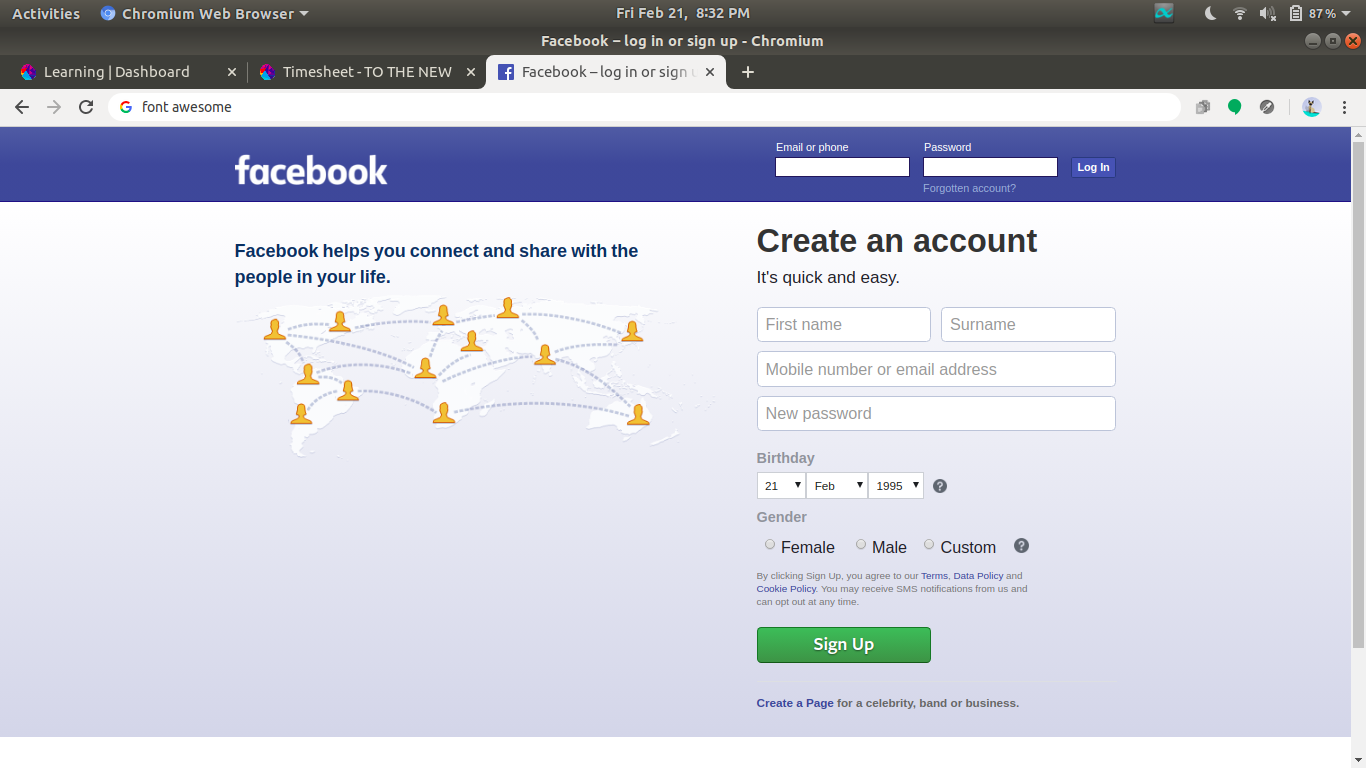 Activities Chromium Web Browser Fri Feb 21, 8:32 PM 87%
Facebook – log in or sign up - Chromium
Learning | Dashboard Timesheet - TO THE NEW Facebook – log in or sign
font awesome
facebook
Email or phone Password
Log In
Forgotten account?
Facebook helps you connect and share with the
people in your life.
Create an account
It's quick and easy.
First name Surname
Mobile number or email address
New password
Birthday
21 Feb 1995
Gender
Female Male Custom
By clicking Sign Up, you agree to our Terms, Data Policy and
Cookie Policy. You may receive SMS notifications from us and
can opt out at any time.
Sign Up
Create a Page for a celebrity, band or business.